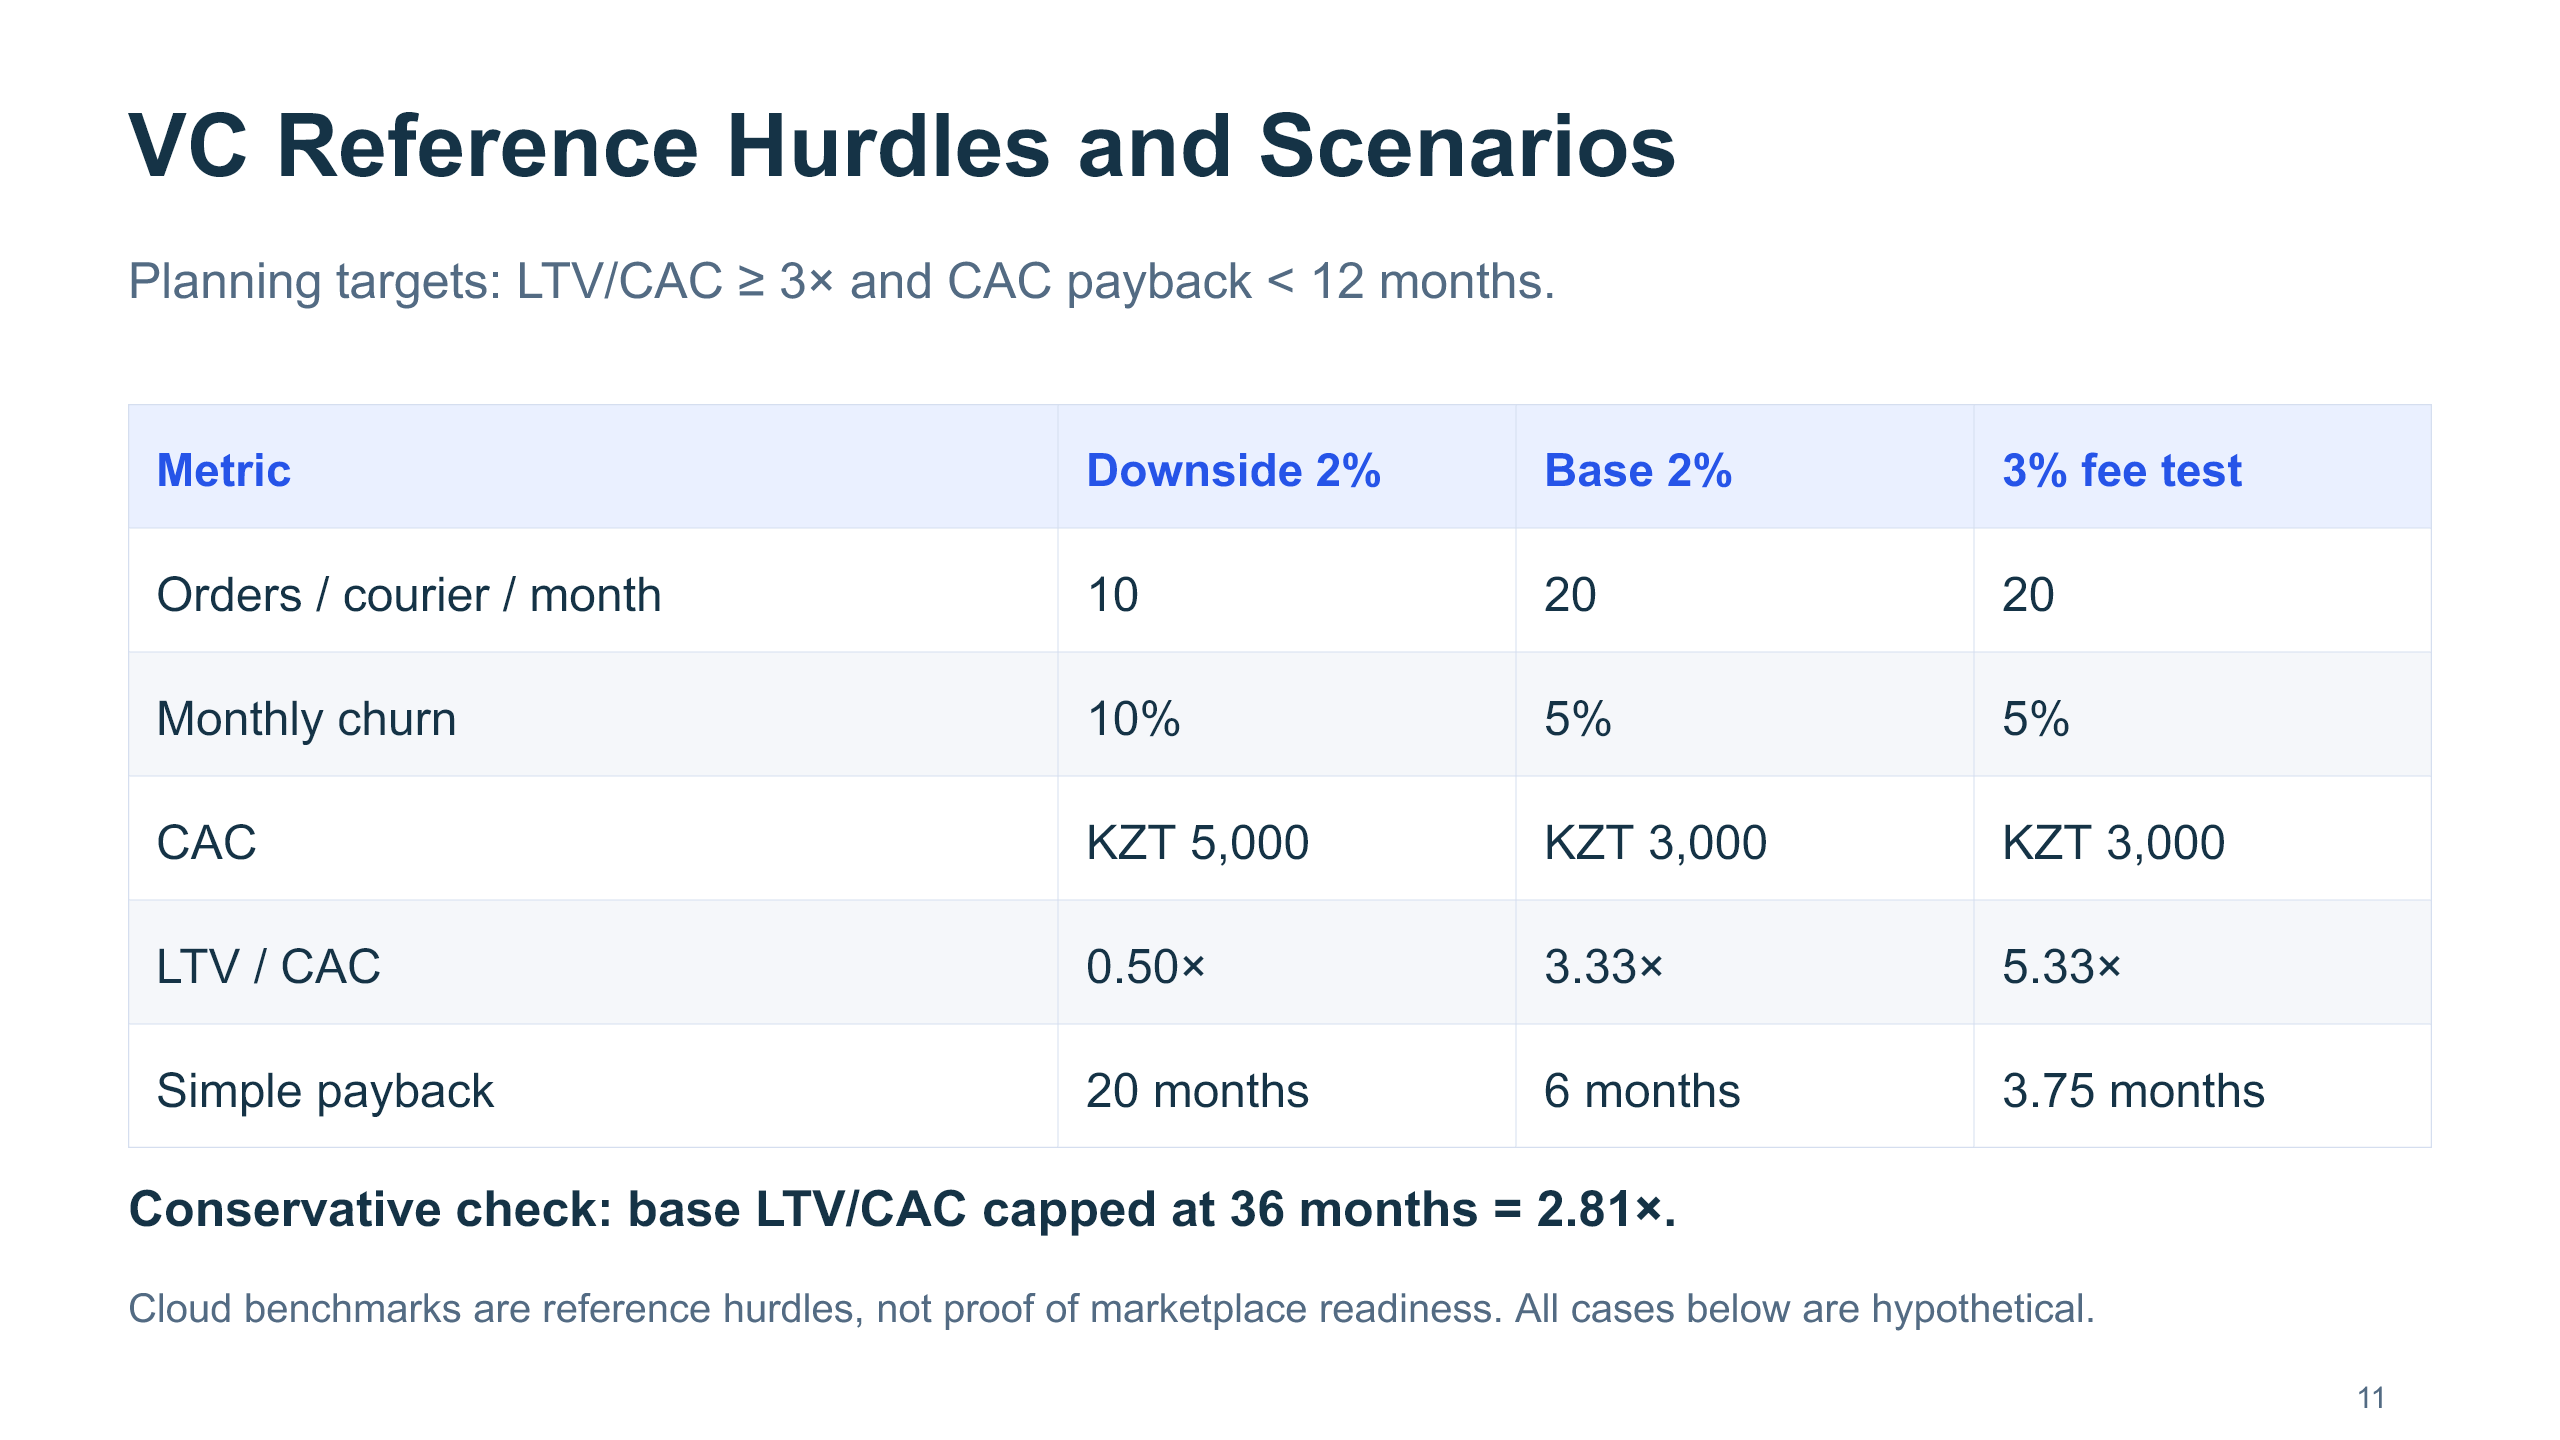 VC Reference Hurdles and Scenarios
Planning targets: LTV/CAC ≥ 3× and CAC payback < 12 months.
Metric Downside 2% Base 2% 3% fee test
Orders / courier / month 10 20 20
Monthly churn 10% 5% 5%
CAC KZT 5,000 KZT 3,000 KZT 3,000
LTV / CAC 0.50× 3.33× 5.33×
Simple payback 20 months 6 months 3.75 months
Conservative check: base LTV/CAC capped at 36 months = 2.81×.
Cloud benchmarks are reference hurdles, not proof of marketplace readiness. All cases below are hypothetical.
11